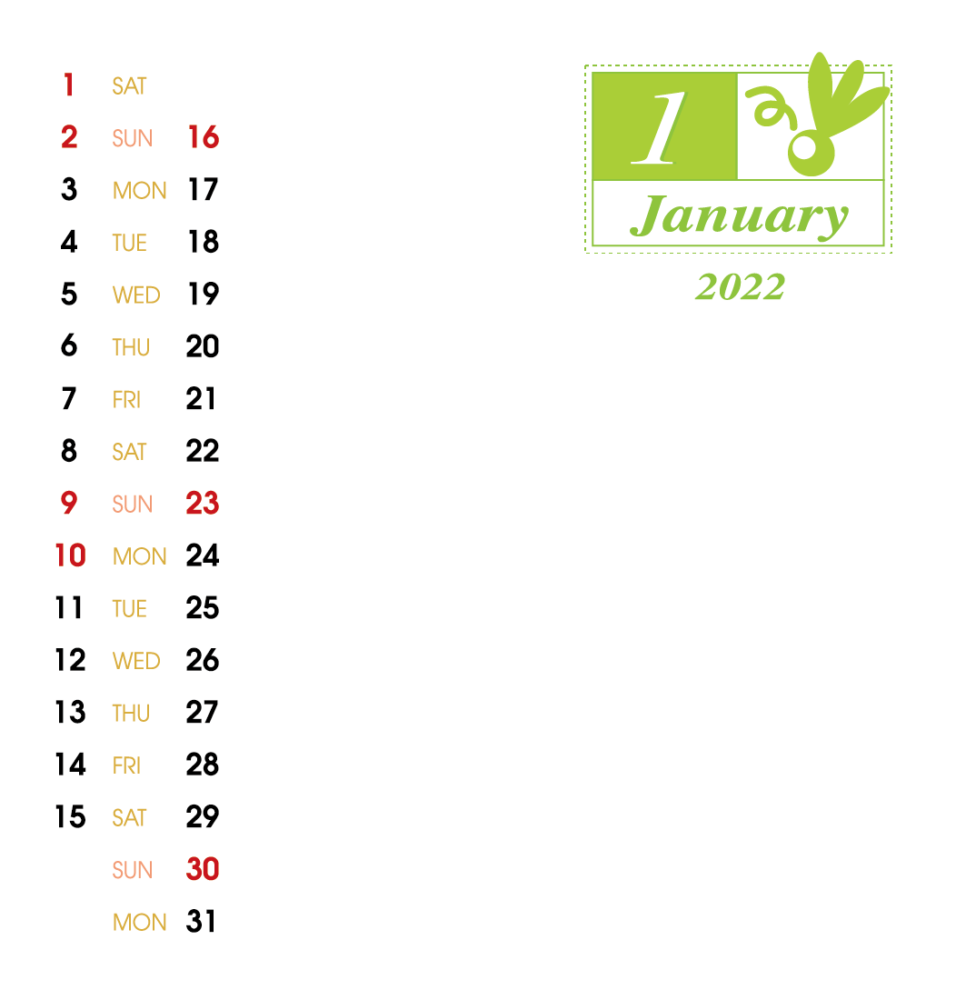 1 SAT
2 SUN 16
3 MON 17
4 TUE 18
5 WED 19
6 THU 20
7 FRI 21
8 SAT 22
9 SUN 23
10 MON 24
11 TUE 25
12 WED 26
13 THU 27
14 FRI 28
15 SAT 29
SUN 30
MON 31
1
January
2022